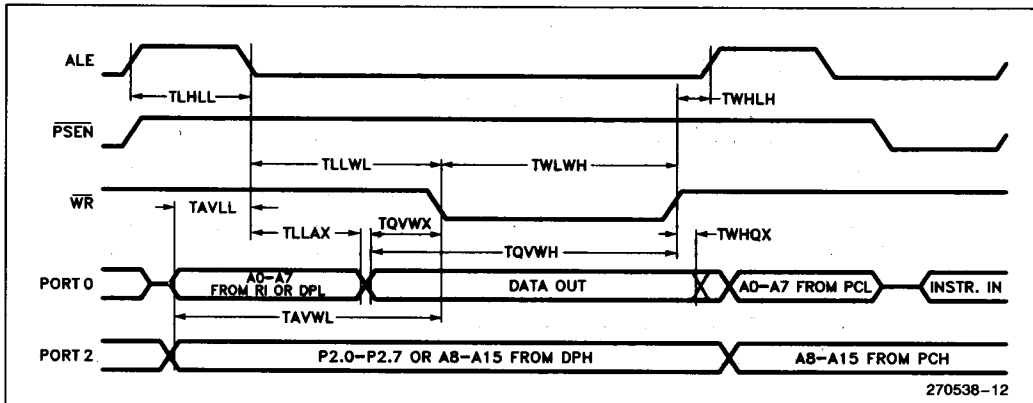 ALE
TLHLL
TWHLH
PSEN
TLLWL
TWLWH
WR
TAVLL
TQVWX
TLLAX
TWHQX
TQVWH
PORT 0
A0–A7
FROM RI OR DPL
DATA OUT
A0–A7 FROM PCL
INSTR. IN
TAVWL
PORT 2
P2.0–P2.7 OR A8–A15 FROM DPH
A8–A15 FROM PCH
270538–12